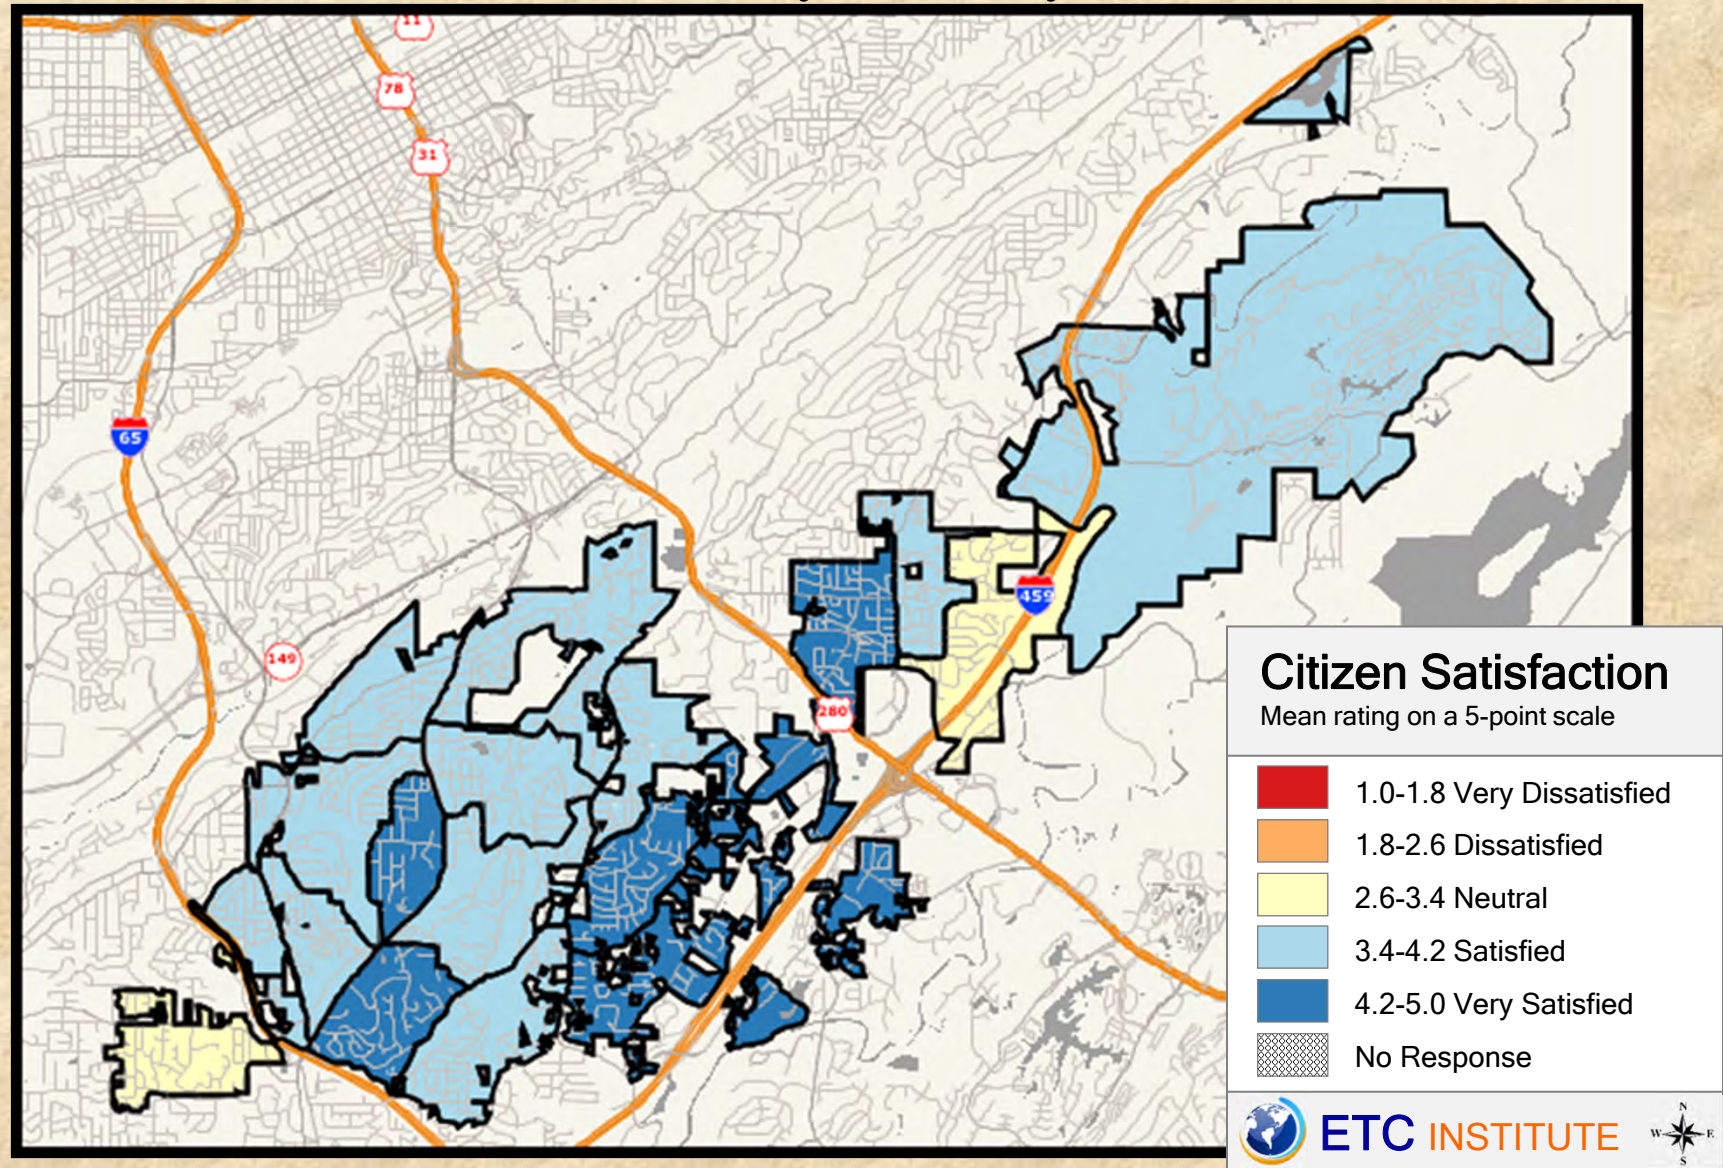 11
78
31
65
149
280
459
Citizen Satisfaction
Mean rating on a 5-point scale
1.0-1.8 Very Dissatisfied
1.8-2.6 Dissatisfied
2.6-3.4 Neutral
3.4-4.2 Satisfied
4.2-5.0 Very Satisfied
No Response
ETC INSTITUTE
N
W E
S